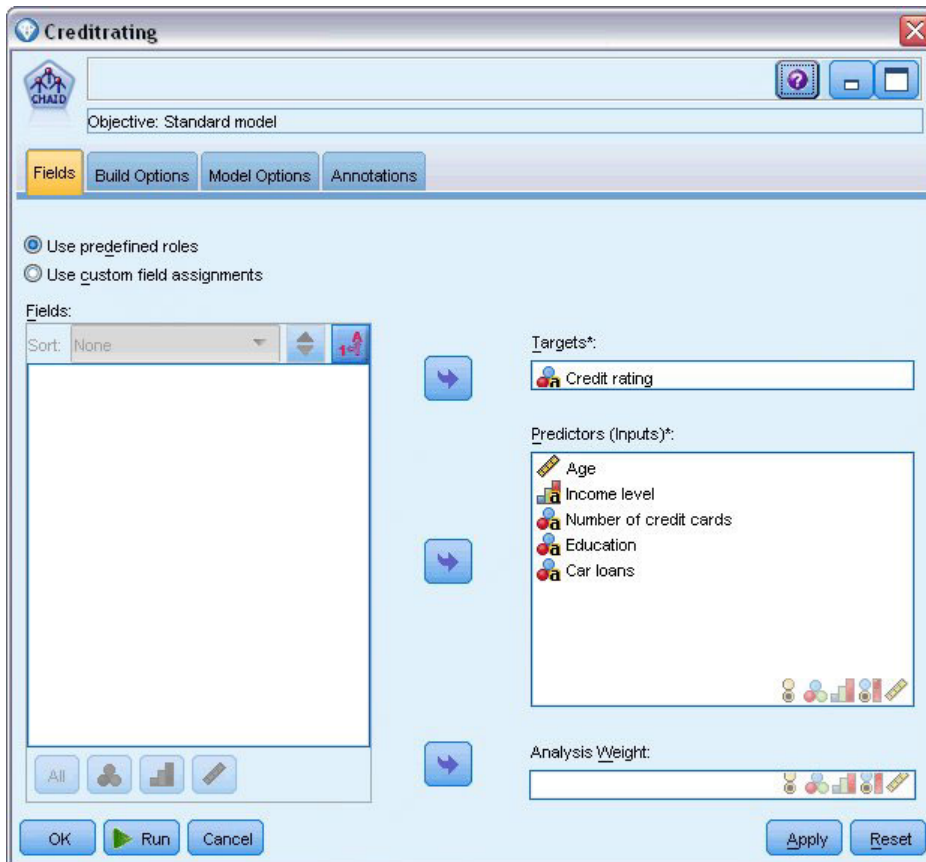 Creditrating
CHAID
Objective: Standard model
Fields Build Options Model Options Annotations
Use predefined roles
Use custom field assignments
Fields:
Sort: None
Targets*:
Credit rating
Predictors (Inputs)*:
Age
Income level
Number of credit cards
Education
Car loans
All
Analysis Weight:
OK Run Cancel Apply Reset